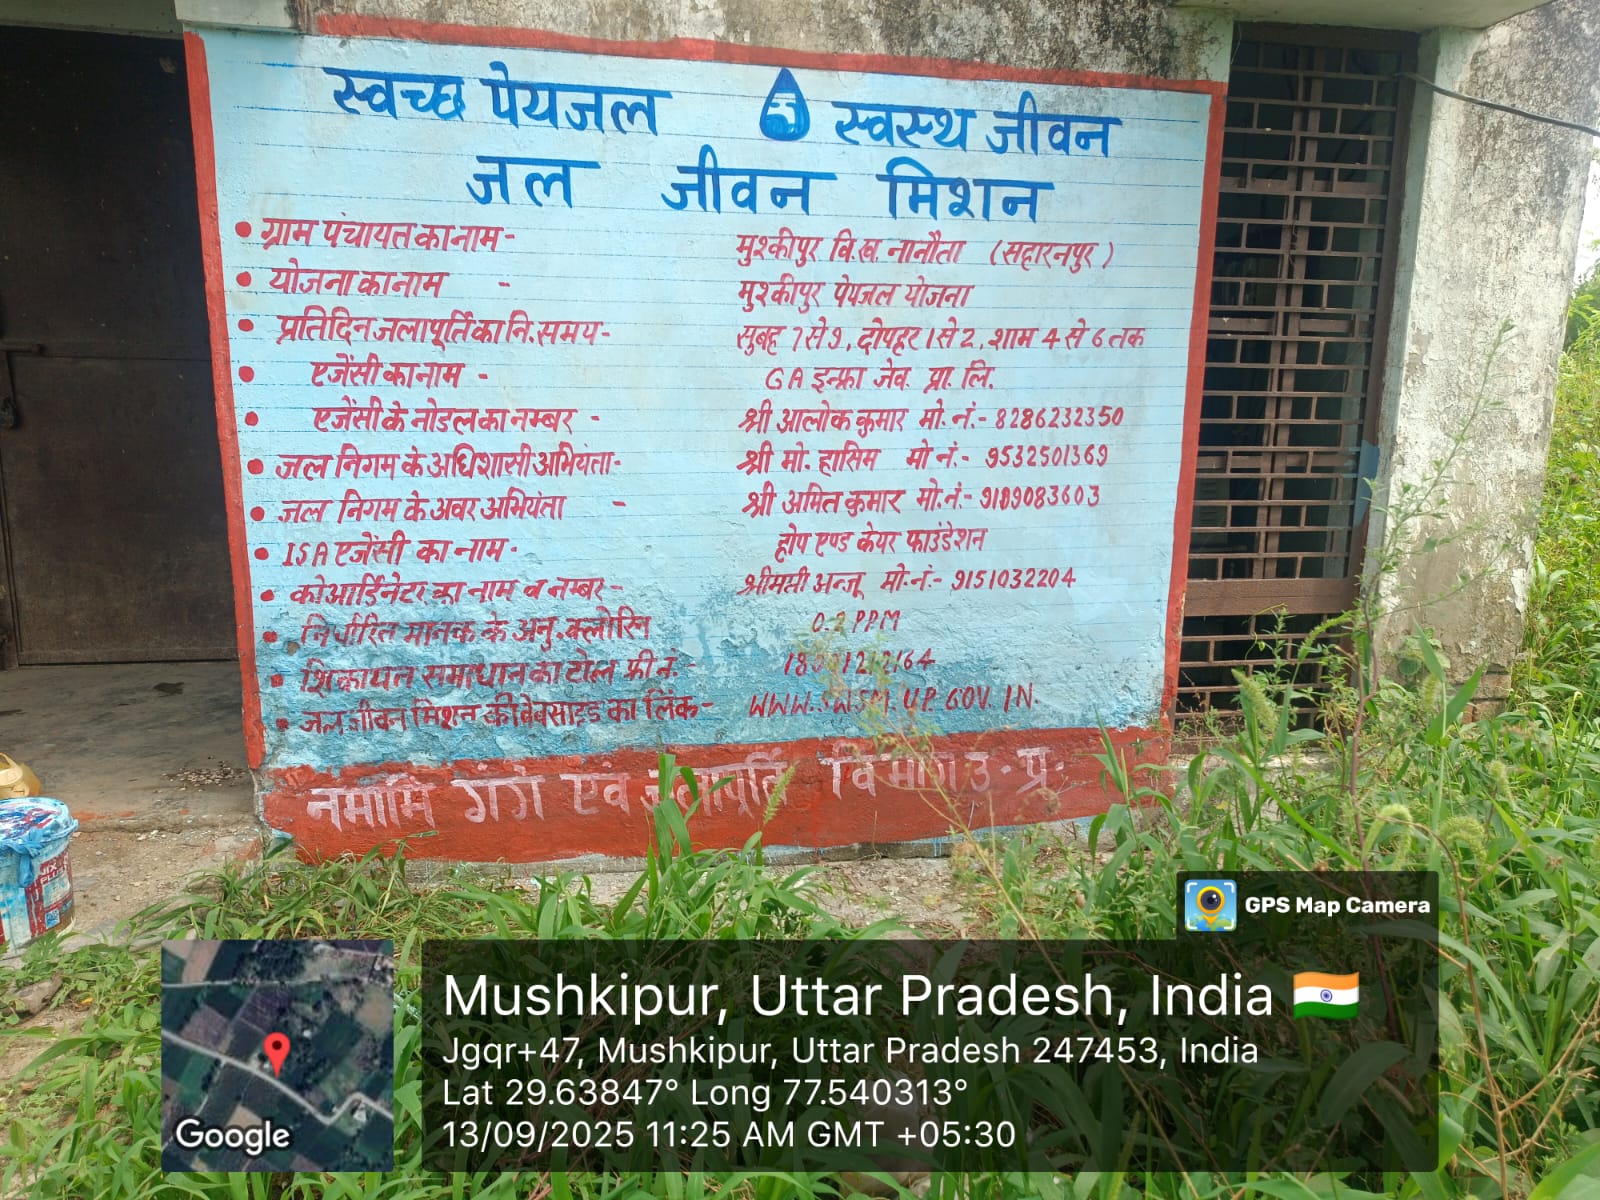 स्वच्छ पेयजल स्वस्थ जीवन
जल जीवन मिशन
• ग्राम पंचायत का नाम - मुश्कीपुर वि.ख. नानौता (सहारनपुर)
• योजना का नाम - मुश्कीपुर पेयजल योजना
• प्रतिदिन जलापूर्ति का नि. समय - सुबह 7 से 9, दोपहर 1 से 2, शाम 4 से 6 तक
• एजेंसी का नाम - GA इन्फ्रा जेव. प्रा. लि.
• एजेंसी के नोडल का नम्बर - श्री आलोक कुमार मो. नं.- 8286232350
• जल निगम के अधिशासी अभियंता- श्री मो. हासिम मो नं.- 9532501369
• जल निगम के अवर अभियंता - श्री अमित कुमार मो.नं.- 9189083603
• ISA एजेंसी का नाम - होप एण्ड केयर फाउंडेशन
• कोआर्डिनेटर का नाम व नम्बर - श्रीमती अन्जू मो.नं.- 9151032204
• निर्धारित मानक के अनु. क्लोरिन 0.2 PPM
• शिकायत समाधान का टोल फ्री नं.-
• जल जीवन मिशन की वेबसाइड का लिंक - WWW.SWSM.UP.GOV.IN.
नमामि गंगे एंव जलापूर्ति विभाग उ. प्र.
GPS Map Camera
Mushkipur, Uttar Pradesh, India
Jgqr+47, Mushkipur, Uttar Pradesh 247453, India
Lat 29.63847° Long 77.540313°
13/09/2025 11:25 AM GMT +05:30
Google